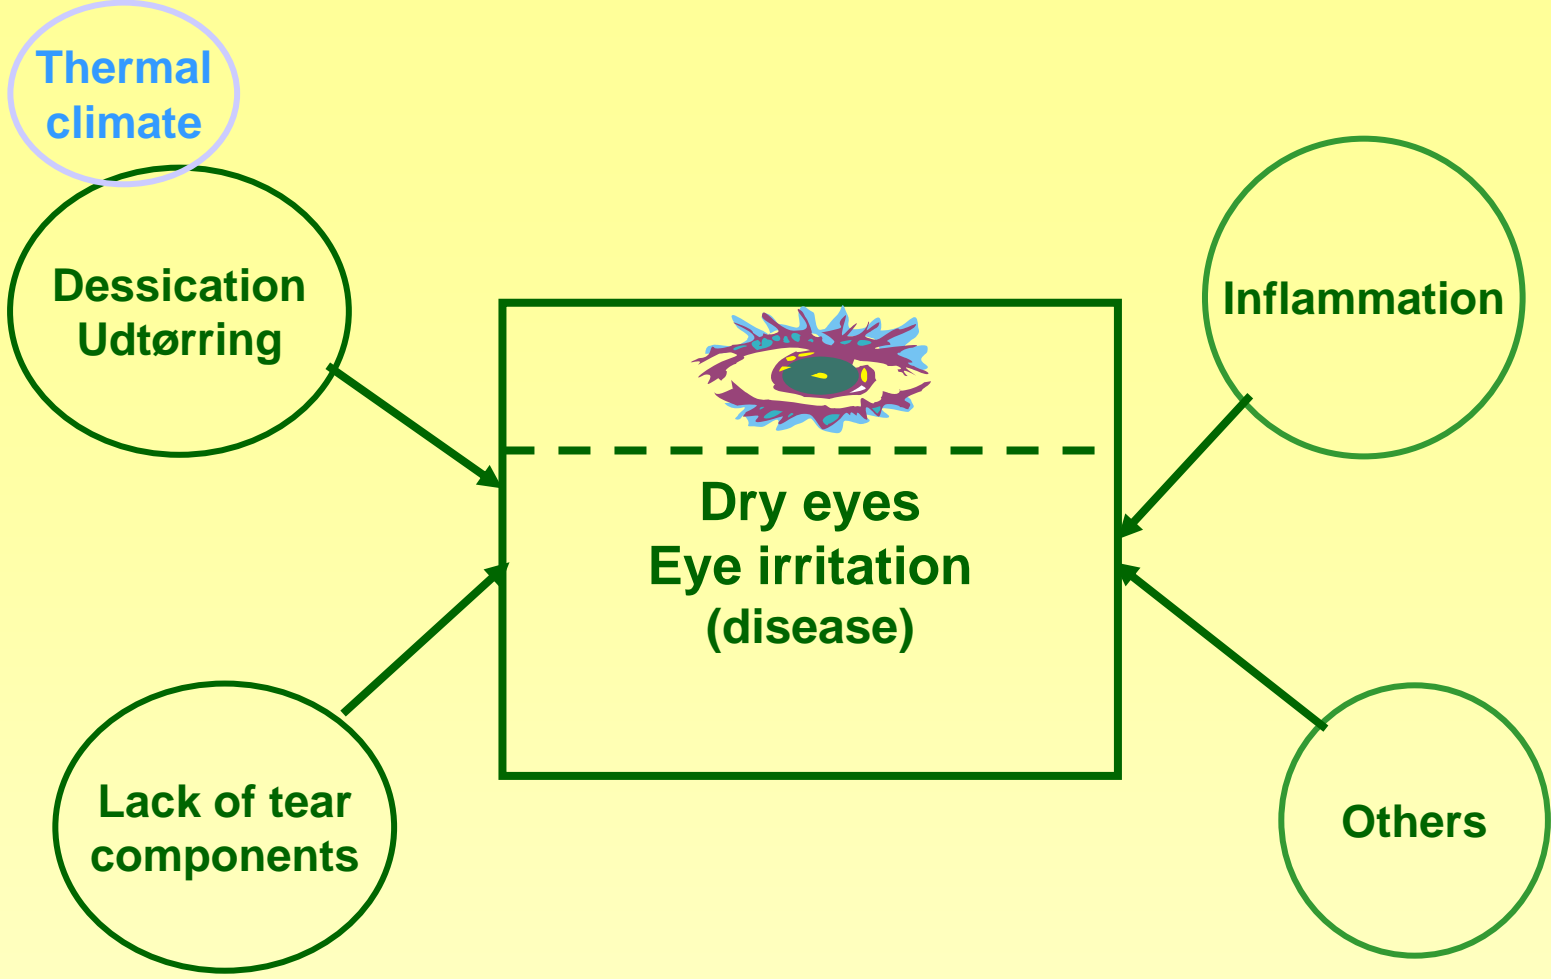 Thermal
climate
Dessication
Udtørring
Inflammation
Dry eyes
Eye irritation
(disease)
Lack of tear
components
Others